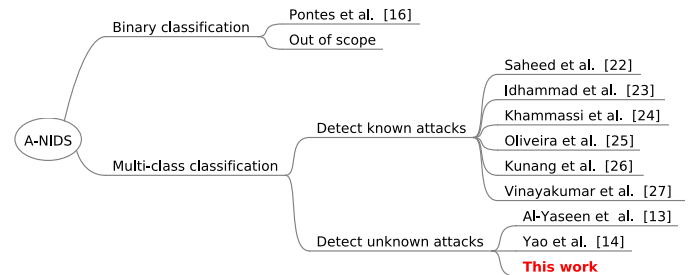 A-NIDS
Binary classification
Pontes et al. [16]
Out of scope
Multi-class classification
Detect known attacks
Saheed et al. [22]
Idhammad et al. [23]
Khammassi et al. [24]
Oliveira et al. [25]
Kunang et al. [26]
Vinayakumar et al. [27]
Detect unknown attacks
Al-Yaseen et al. [13]
Yao et al. [14]
This work